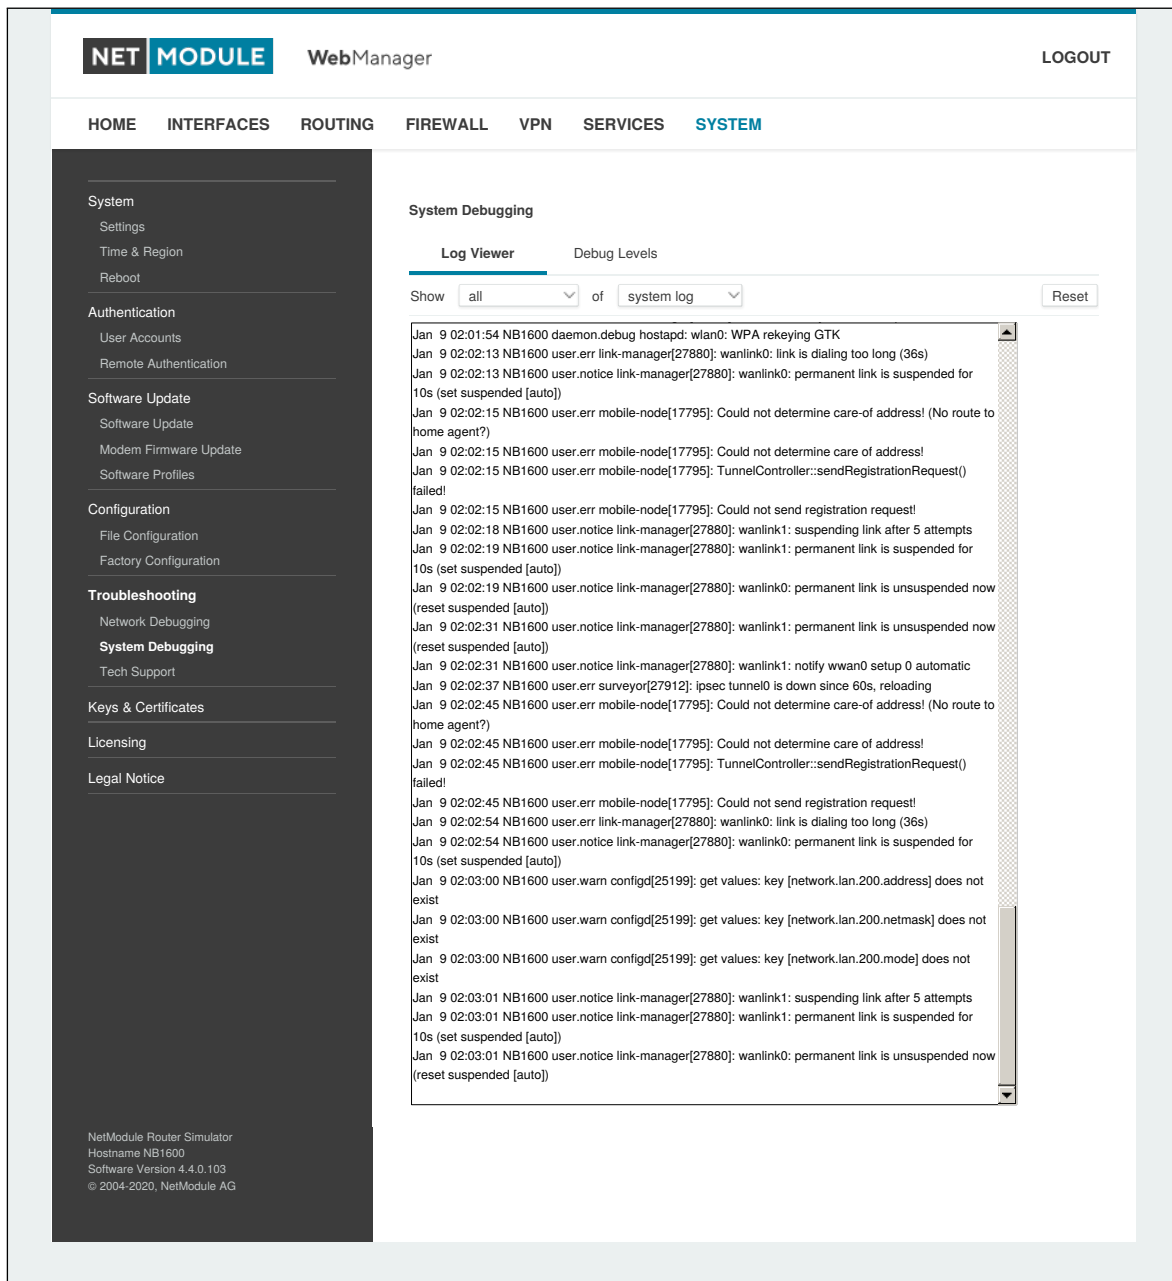 NET MODULE WebManager LOGOUT
HOME INTERFACES ROUTING FIREWALL VPN SERVICES SYSTEM
System
Settings
Time & Region
Reboot
Authentication
User Accounts
Remote Authentication
Software Update
Software Update
Modem Firmware Update
Software Profiles
Configuration
File Configuration
Factory Configuration
Troubleshooting
Network Debugging
System Debugging
Tech Support
Keys & Certificates
Licensing
Legal Notice
NetModule Router Simulator
Hostname NB1600
Software Version 4.4.0.103
© 2004-2020, NetModule AG
System Debugging
Log Viewer Debug Levels
Show all of system log Reset
Jan 9 02:01:54 NB1600 daemon.debug hostapd: wlan0: WPA rekeying GTK
Jan 9 02:02:13 NB1600 user.err link-manager[27880]: wanlink0: link is dialing too long (36s)
Jan 9 02:02:13 NB1600 user.notice link-manager[27880]: wanlink0: permanent link is suspended for
10s (set suspended [auto])
Jan 9 02:02:15 NB1600 user.err mobile-node[17795]: Could not determine care-of address! (No route to
home agent?)
Jan 9 02:02:15 NB1600 user.err mobile-node[17795]: Could not determine care of address!
Jan 9 02:02:15 NB1600 user.err mobile-node[17795]: TunnelController::sendRegistrationRequest()
failed!
Jan 9 02:02:15 NB1600 user.err mobile-node[17795]: Could not send registration request!
Jan 9 02:02:18 NB1600 user.notice link-manager[27880]: wanlink1: suspending link after 5 attempts
Jan 9 02:02:19 NB1600 user.notice link-manager[27880]: wanlink1: permanent link is suspended for
10s (set suspended [auto])
Jan 9 02:02:19 NB1600 user.notice link-manager[27880]: wanlink0: permanent link is unsuspended now
(reset suspended [auto])
Jan 9 02:02:31 NB1600 user.notice link-manager[27880]: wanlink1: permanent link is unsuspended now
(reset suspended [auto])
Jan 9 02:02:31 NB1600 user.notice link-manager[27880]: wanlink1: notify wwan0 setup 0 automatic
Jan 9 02:02:37 NB1600 user.err surveyor[27912]: ipsec tunnel0 is down since 60s, reloading
Jan 9 02:02:45 NB1600 user.err mobile-node[17795]: Could not determine care-of address! (No route to
home agent?)
Jan 9 02:02:45 NB1600 user.err mobile-node[17795]: Could not determine care of address!
Jan 9 02:02:45 NB1600 user.err mobile-node[17795]: TunnelController::sendRegistrationRequest()
failed!
Jan 9 02:02:45 NB1600 user.err mobile-node[17795]: Could not send registration request!
Jan 9 02:02:54 NB1600 user.err link-manager[27880]: wanlink0: link is dialing too long (36s)
Jan 9 02:02:54 NB1600 user.notice link-manager[27880]: wanlink0: permanent link is suspended for
10s (set suspended [auto])
Jan 9 02:03:00 NB1600 user.warn configd[25199]: get values: key [network.lan.200.address] does not
exist
Jan 9 02:03:00 NB1600 user.warn configd[25199]: get values: key [network.lan.200.netmask] does not
exist
Jan 9 02:03:00 NB1600 user.warn configd[25199]: get values: key [network.lan.200.mode] does not
exist
Jan 9 02:03:01 NB1600 user.notice link-manager[27880]: wanlink1: suspending link after 5 attempts
Jan 9 02:03:01 NB1600 user.notice link-manager[27880]: wanlink1: permanent link is suspended for
10s (set suspended [auto])
Jan 9 02:03:01 NB1600 user.notice link-manager[27880]: wanlink0: permanent link is unsuspended now
(reset suspended [auto])